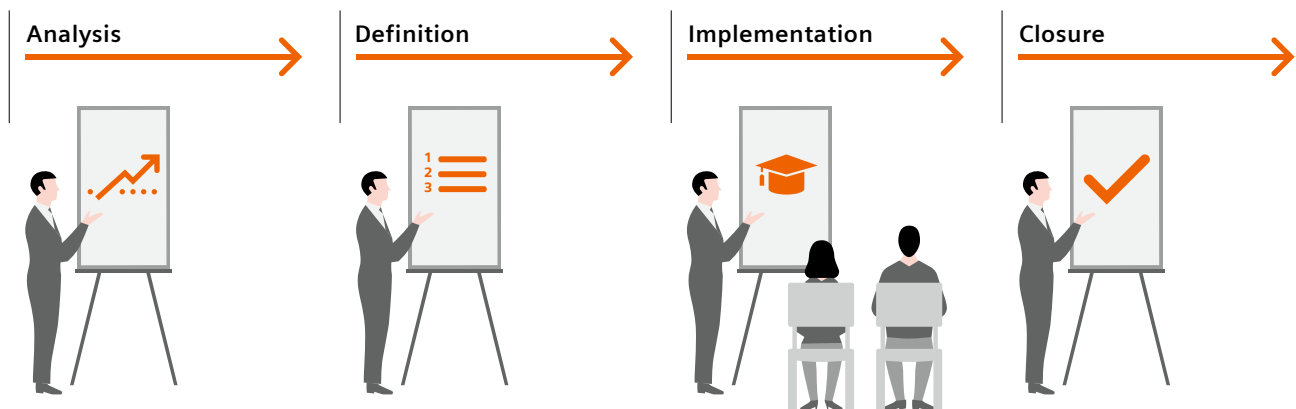 Analysis
Definition
Implementation
Closure
1
2
3